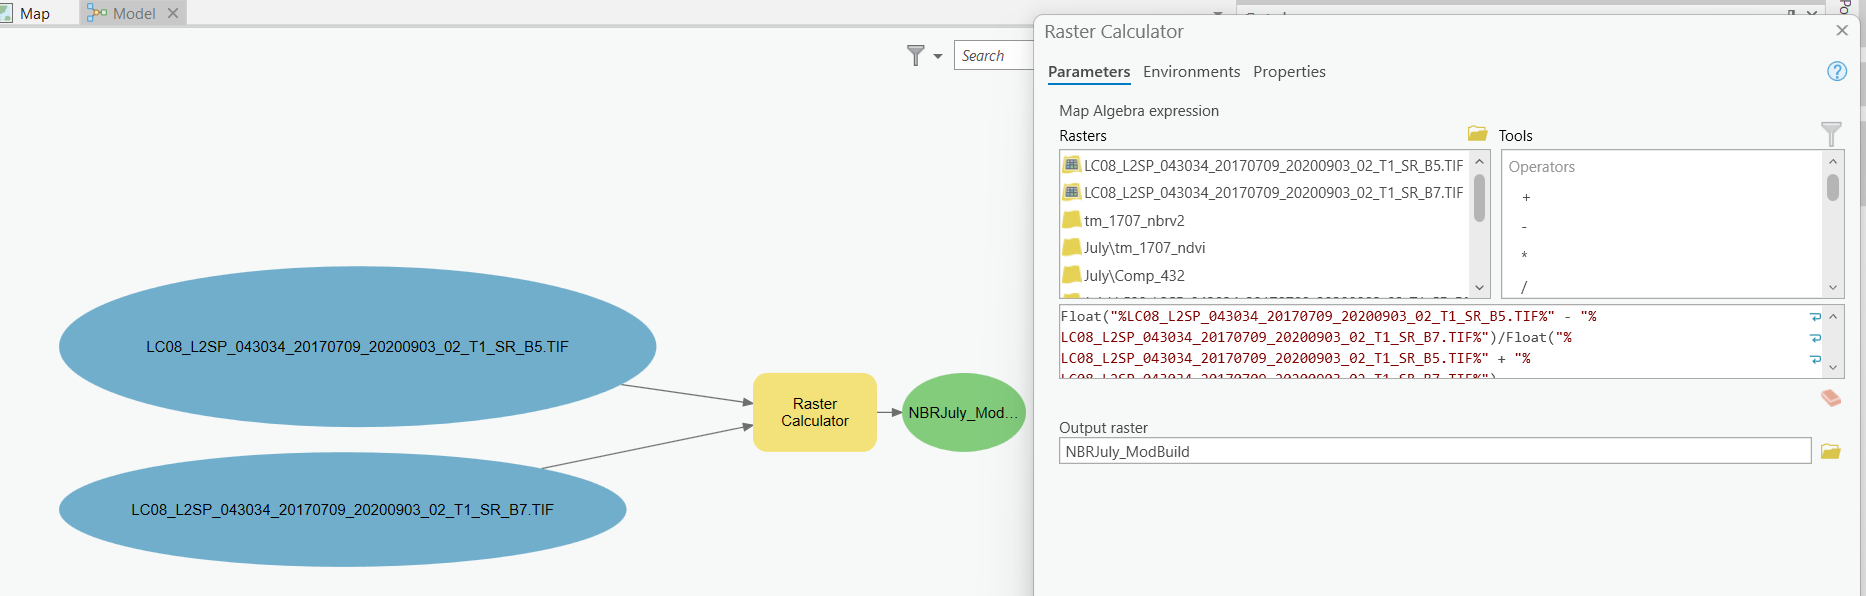 Map
Model
Search
LC08_L2SP_043034_20170709_20200903_02_T1_SR_B5.TIF
LC08_L2SP_043034_20170709_20200903_02_T1_SR_B7.TIF
Raster
Calculator
NBRJuly_Mod...
Raster Calculator
Parameters Environments Properties
?
Map Algebra expression
Rasters
LC08_L2SP_043034_20170709_20200903_02_T1_SR_B5.TIF
LC08_L2SP_043034_20170709_20200903_02_T1_SR_B7.TIF
tm_1707_nbrv2
July\tm_1707_ndvi
July\Comp_432
Tools
Operators
+
-
*
/
Float("%LC08_L2SP_043034_20170709_20200903_02_T1_SR_B5.TIF%" - "%
LC08_L2SP_043034_20170709_20200903_02_T1_SR_B7.TIF%")/Float("%
LC08_L2SP_043034_20170709_20200903_02_T1_SR_B5.TIF%" + "%
LC08_L2SP_043034_20170709_20200903_02_T1_SR_B7.TIF%")
Output raster
NBRJuly_ModBuild